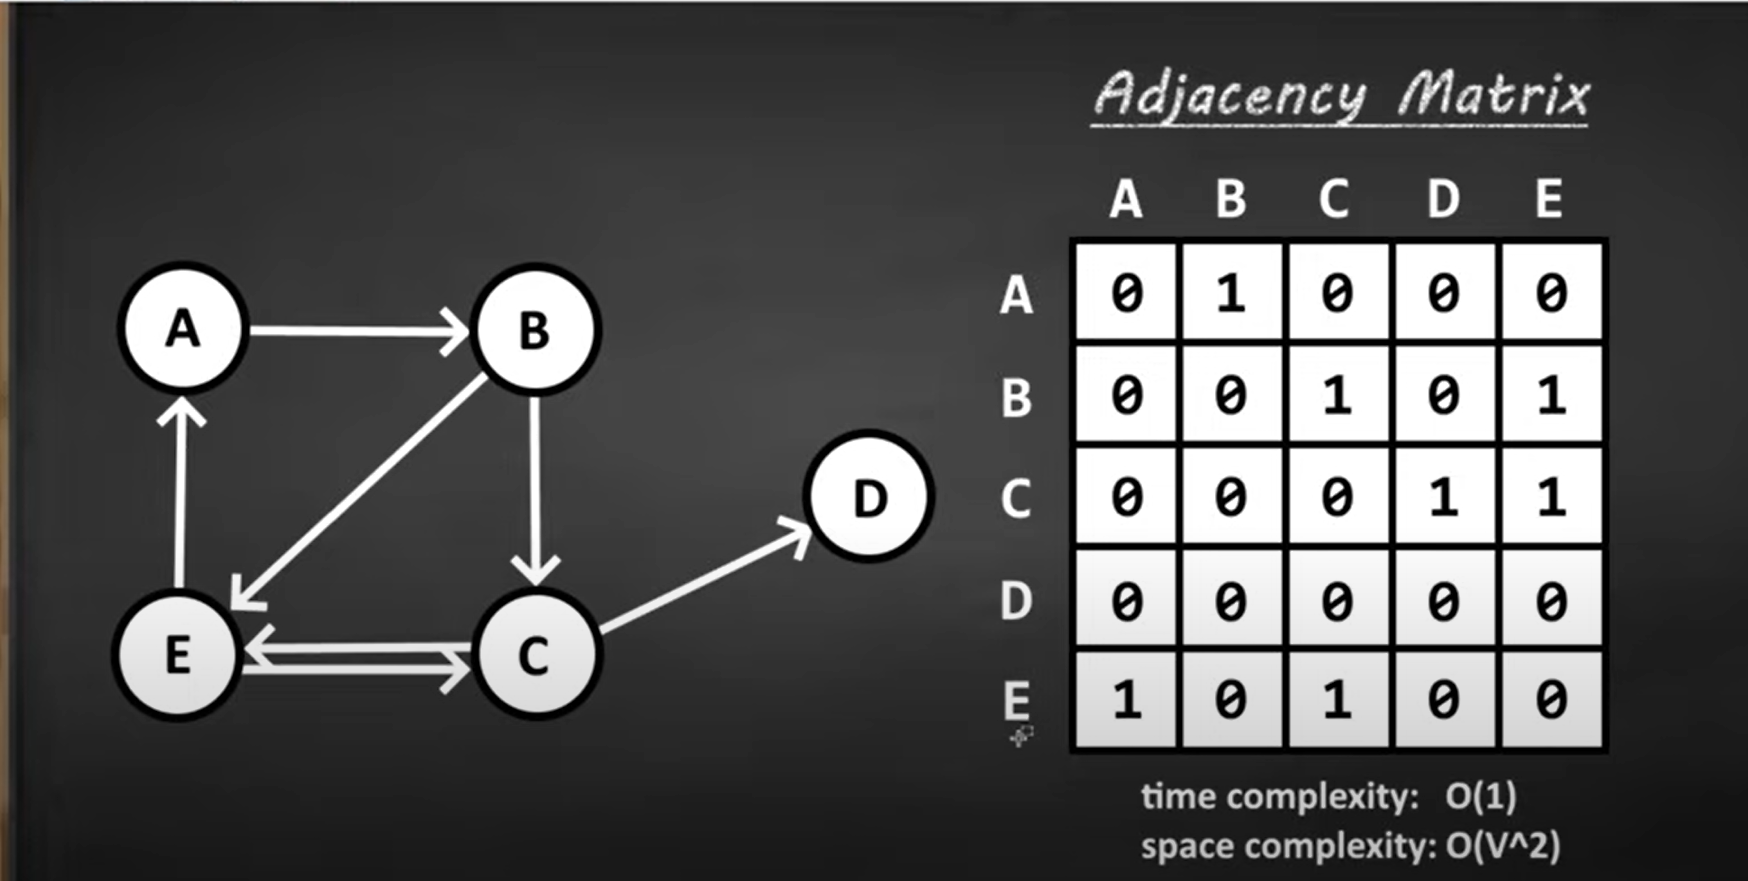 Adjacency Matrix
A B C D E
A 0 1 0 0 0
B 0 0 1 0 1
C 0 0 0 1 1
D 0 0 0 0 0
E 1 0 1 0 0
time complexity: O(1)
space complexity: O(V^2)
A
B
D
E
C